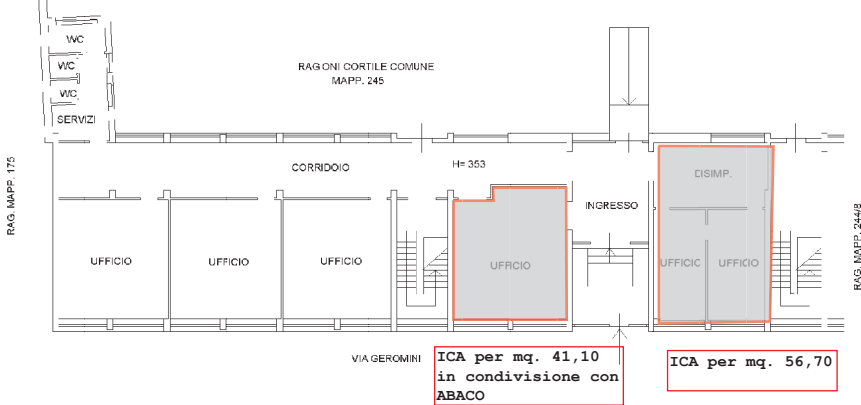 WC
WC
WC
SERVIZI
RAGIONI CORTILE COMUNE
MAPP. 245
RAG. MAPP. 175
CORRIDOIO
H= 353
DISIMP.
INGRESSO
RAG. MAPP. 244/8
UFFICIO
UFFICIO
UFFICIO
UFFICIO
UFFICIO
UFFICIO
VIA GEROMINI
ICA per mq. 41,10
in condivisione con
ABACO
ICA per mq. 56,70